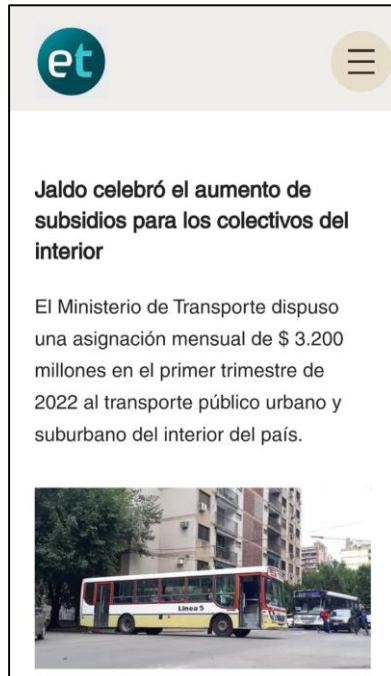 et
Jaldo celebró el aumento de
subsidios para los colectivos del
interior
El Ministerio de Transporte dispuso
una asignación mensual de $ 3.200
millones en el primer trimestre de
2022 al transporte público urbano y
suburbano del interior del país.
Linea 5